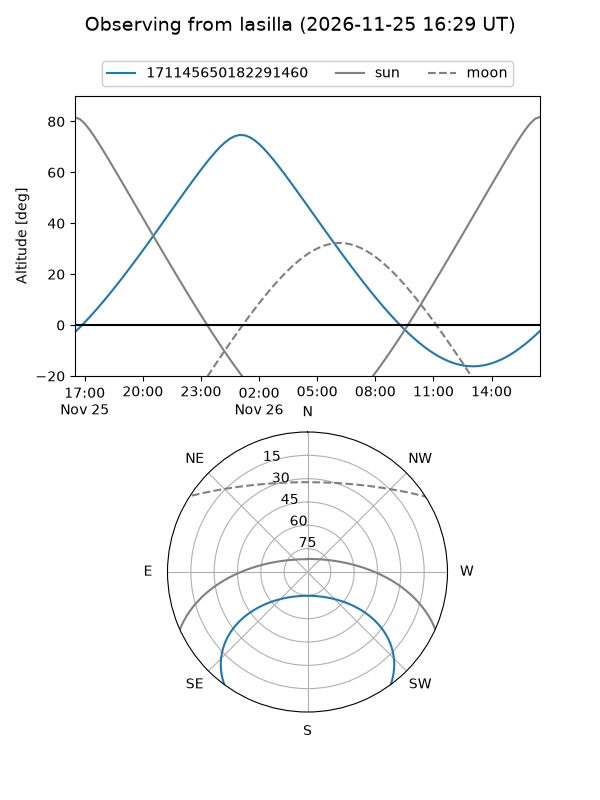 Observing from lasilla (2026-11-25 16:29 UT)
171145650182291460 sun moon
Altitude [deg]
80
60
40
20
0
−20
17:00 20:00 23:00 02:00 05:00 08:00 11:00 14:00
Nov 25 Nov 26
N
NE NW
15
30
45
60
75
E W
SE SW
S